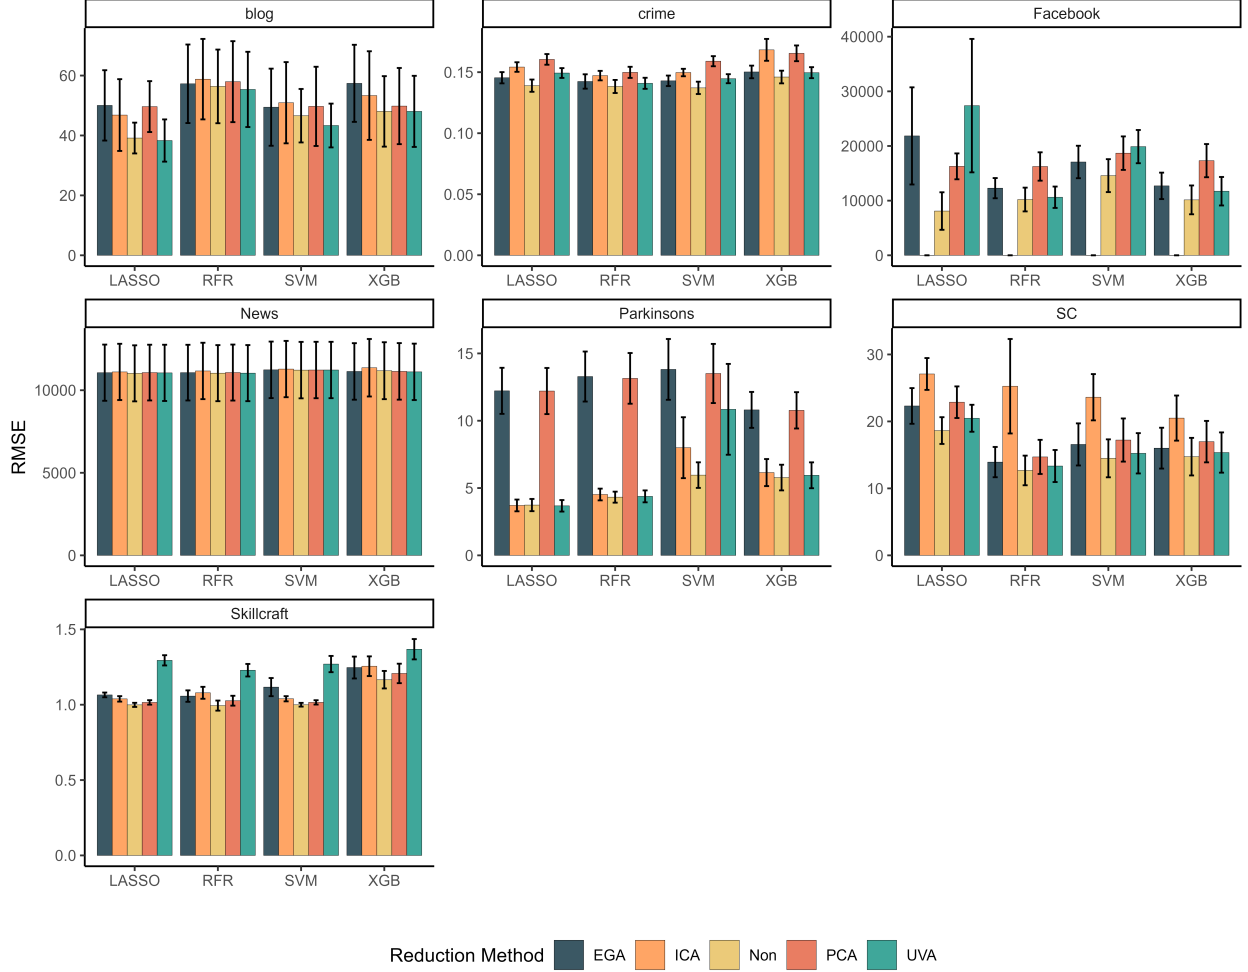 blog
crime
Facebook
60
40
20
0
0.15
0.10
0.05
0.00
40000
30000
20000
10000
0
LASSO RFR SVM XGB
LASSO RFR SVM XGB
LASSO RFR SVM XGB
News
Parkinsons
SC
RMSE
10000
5000
0
15
10
5
0
30
20
10
0
LASSO RFR SVM XGB
LASSO RFR SVM XGB
LASSO RFR SVM XGB
Skillcraft
1.5
1.0
0.5
0.0
LASSO RFR SVM XGB
Reduction Method EGA ICA Non PCA UVA